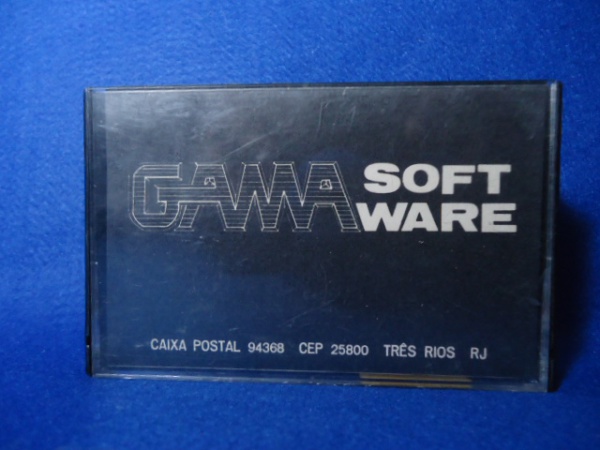 GAMA SOFT
WARE
CAIXA POSTAL 94368 CEP 25800 TRÊS RIOS RJ